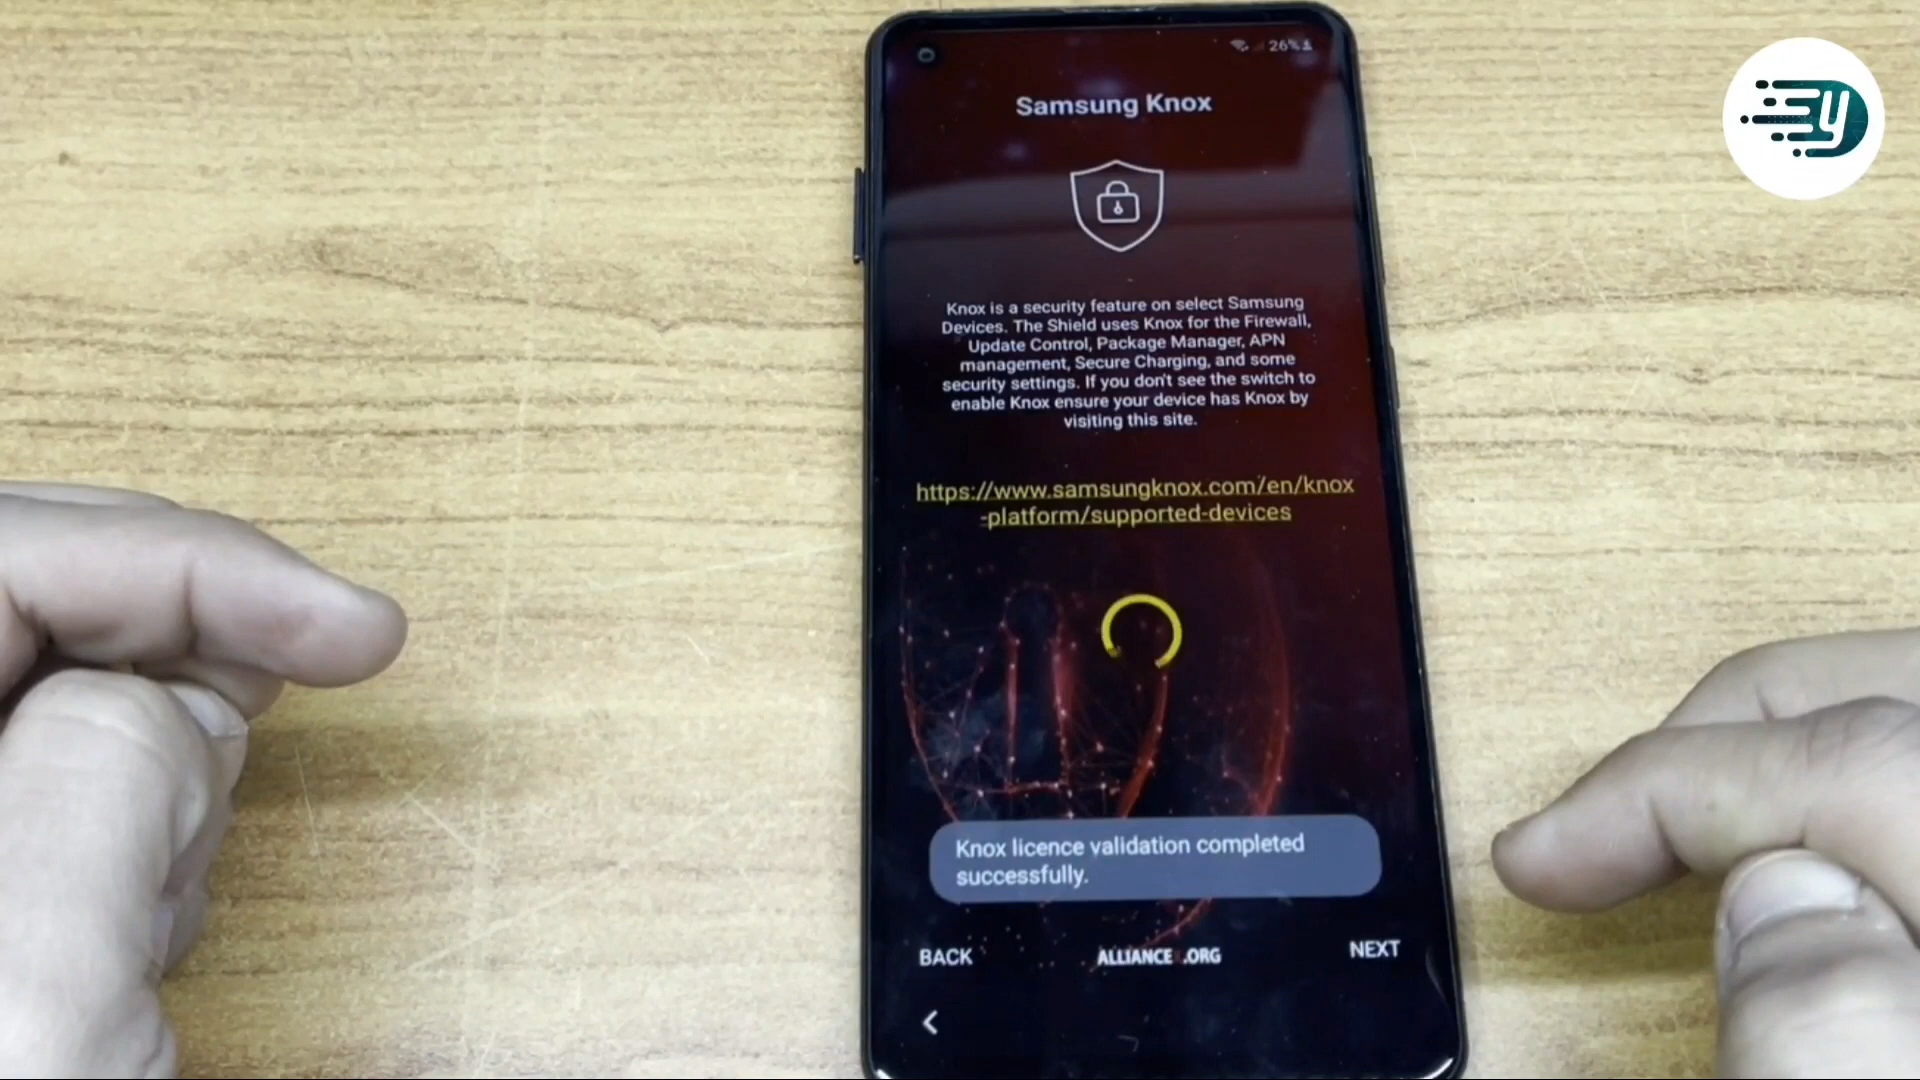 26%
Samsung Knox
Knox is a security feature on select Samsung
Devices. The Shield uses Knox for the Firewall,
Update Control, Package Manager, APN
management, Secure Charging, and some
security settings. If you don't see the switch to
enable Knox ensure your device has Knox by
visiting this site.
https://www.samsungknox.com/en/knox
-platform/supported-devices
Knox licence validation completed
successfully.
BACK
ALLIANCE .ORG
NEXT
y